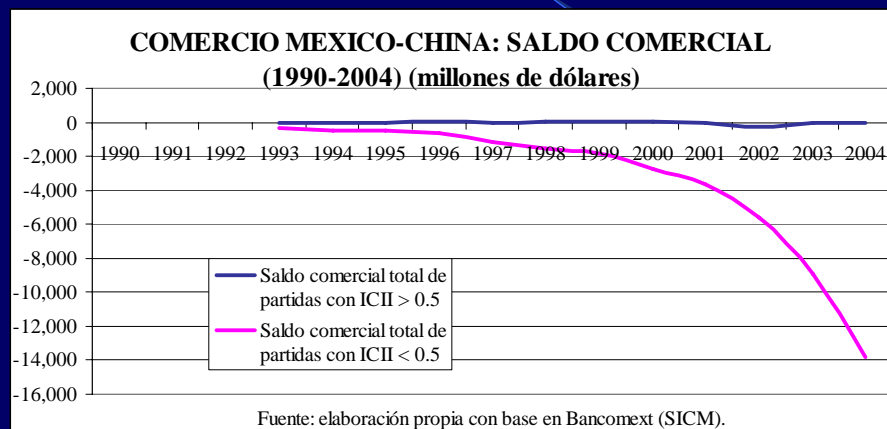 COMERCIO MEXICO-CHINA: SALDO COMERCIAL
(1990-2004) (millones de dólares)
2,000
0
1990 1991 1992 1993 1994 1995 1996 1997 1998 1999 2000 2001 2002 2003 2004
-2,000
-4,000
-6,000
-8,000
-10,000
-12,000
-14,000
-16,000
Saldo comercial total de
partidas con ICII > 0.5
Saldo comercial total de
partidas con ICII < 0.5
Fuente: elaboración propia con base en Bancomext (SICM).